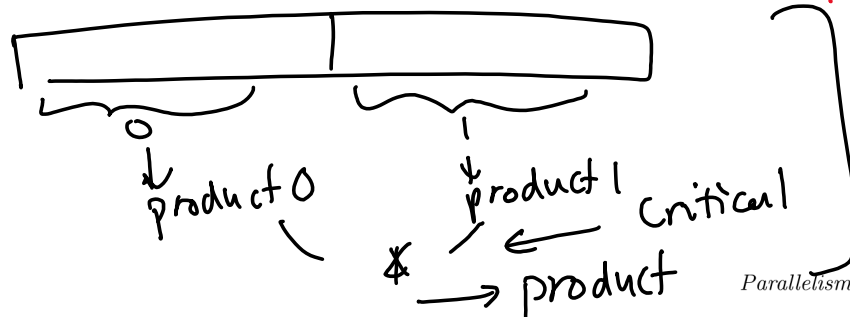 0 1
product 0 product 1 critical
*
→ product
Parallelism